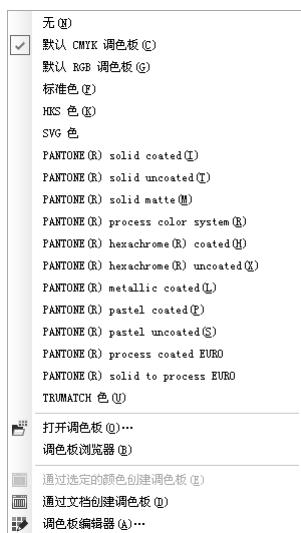 无(N)
默认 CMYK 调色板(C)
默认 RGB 调色板(G)
标准色(F)
HKS 色(K)
SVG 色
PANTONE(R) solid coated(I)
PANTONE(R) solid uncoated(T)
PANTONE(R) solid matte(M)
PANTONE(R) process color system(R)
PANTONE(R) hexachrome(R) coated(H)
PANTONE(R) hexachrome(R) uncoated(X)
PANTONE(R) metallic coated(L)
PANTONE(R) pastel coated(P)
PANTONE(R) pastel uncoated(S)
PANTONE(R) process coated EURO
PANTONE(R) solid to process EURO
TRUMATCH 色(U)
打开调色板(O)…
调色板浏览器(B)
通过选定的颜色创建调色板(E)
通过文档创建调色板(D)
调色板编辑器(A)…